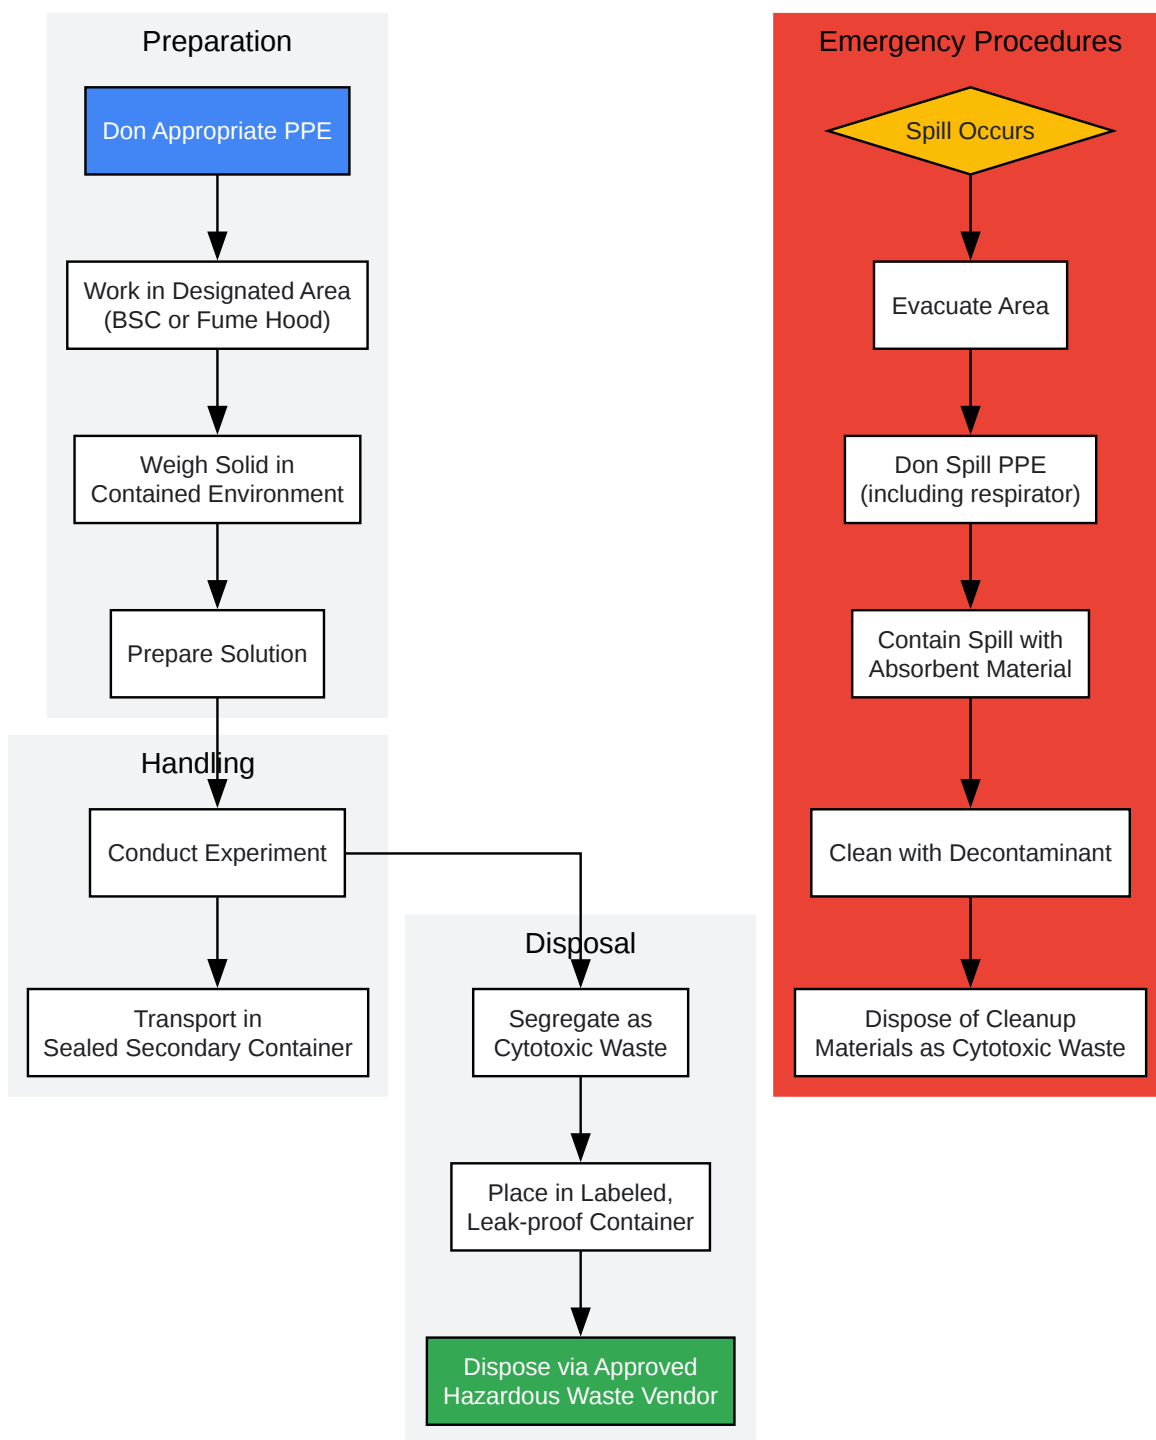 Preparation
Don Appropriate PPE
Work in Designated Area
(BSC or Fume Hood)
Weigh Solid in
Contained Environment
Prepare Solution
Handling
Conduct Experiment
Transport in
Sealed Secondary Container
Disposal
Segregate as
Cytotoxic Waste
Place in Labeled,
Leak-proof Container
Dispose via Approved
Hazardous Waste Vendor
Emergency Procedures
Spill Occurs
Evacuate Area
Don Spill PPE
(including respirator)
Contain Spill with
Absorbent Material
Clean with Decontaminant
Dispose of Cleanup
Materials as Cytotoxic Waste